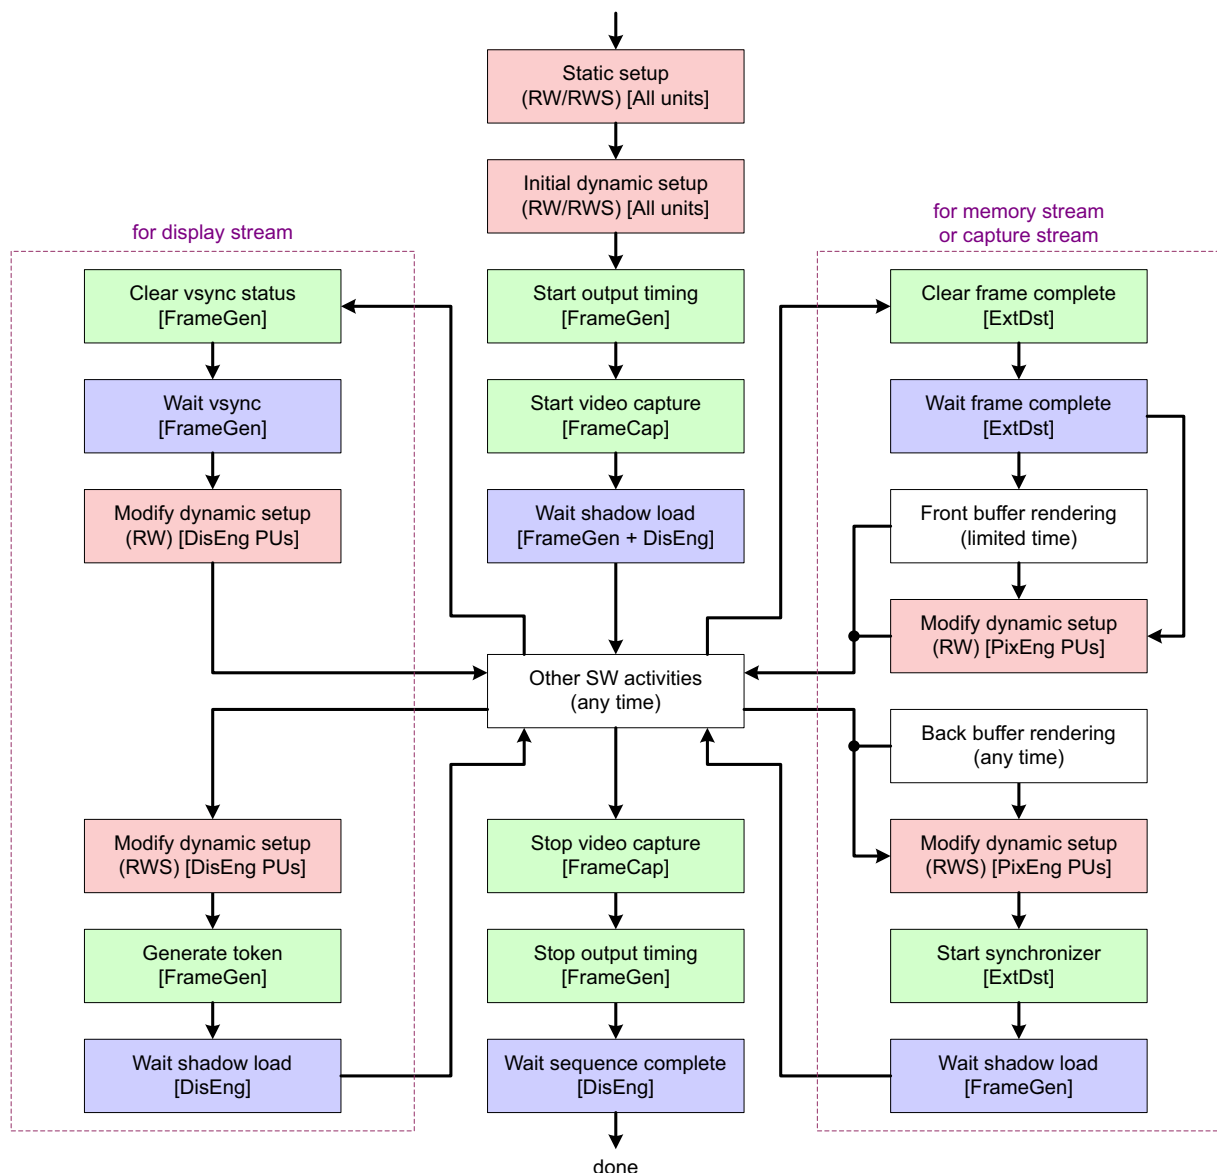 Static setup
(RW/RWS) [All units]
Initial dynamic setup
(RW/RWS) [All units]
for display stream
for memory stream
or capture stream
Clear vsync status
[FrameGen]
Start output timing
[FrameGen]
Clear frame complete
[ExtDst]
Wait vsync
[FrameGen]
Start video capture
[FrameCap]
Wait frame complete
[ExtDst]
Modify dynamic setup
(RW) [DisEng PUs]
Wait shadow load
[FrameGen + DisEng]
Front buffer rendering
(limited time)
Modify dynamic setup
(RW) [PixEng PUs]
Other SW activities
(any time)
Back buffer rendering
(any time)
Modify dynamic setup
(RWS) [DisEng PUs]
Stop video capture
[FrameCap]
Modify dynamic setup
(RWS) [PixEng PUs]
Generate token
[FrameGen]
Stop output timing
[FrameGen]
Start synchronizer
[ExtDst]
Wait shadow load
[DisEng]
Wait sequence complete
[DisEng]
Wait shadow load
[FrameGen]
done